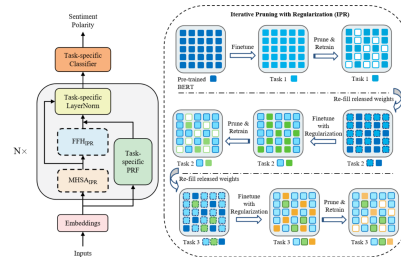 Sentiment
Polarity
Task-specific
Classifier
Task-specific
LayerNorm
N×
FFH_IPR
Task-
specific
PRF
MHSA_IPR
Embeddings
Inputs
Iterative Pruning with Regularization (IPR)
Finetune
Prune &
Retrain
Pre-trained
BERT
Task 1
Task 1
Re-fill released weights
Prune &
Retrain
Finetune
with
Regularization
Task 2
Task 2
Task 2
Re-fill released weights
Finetune
with
Regularization
Prune &
Retrain
Task 3
Task 3
Task 3